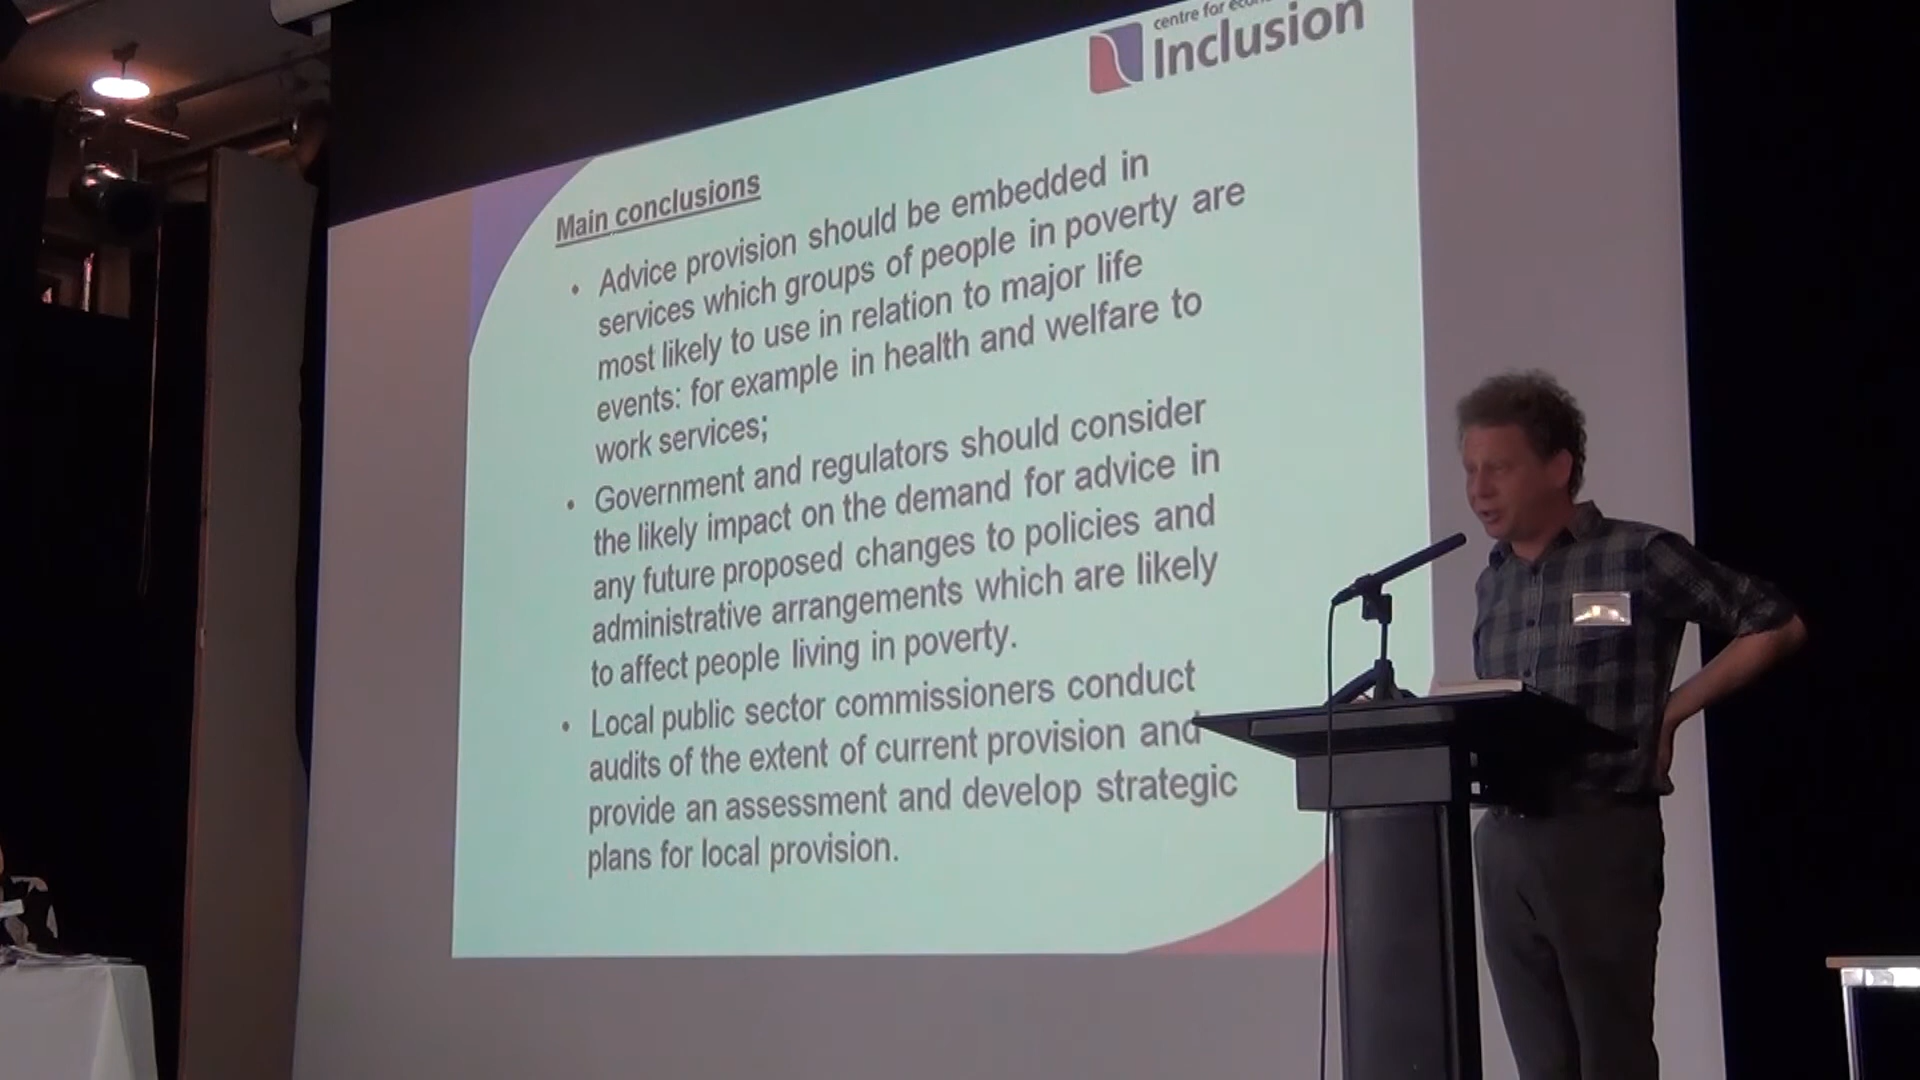 centre for
Inclusion
Main conclusions
• Advice provision should be embedded in
services which groups of people in poverty are
most likely to use in relation to major life
events: for example in health and welfare to
work services;
• Government and regulators should consider
the likely impact on the demand for advice in
any future proposed changes to policies and
administrative arrangements which are likely
to affect people living in poverty.
• Local public sector commissioners conduct
audits of the extent of current provision and
provide an assessment and develop strategic
plans for local provision.